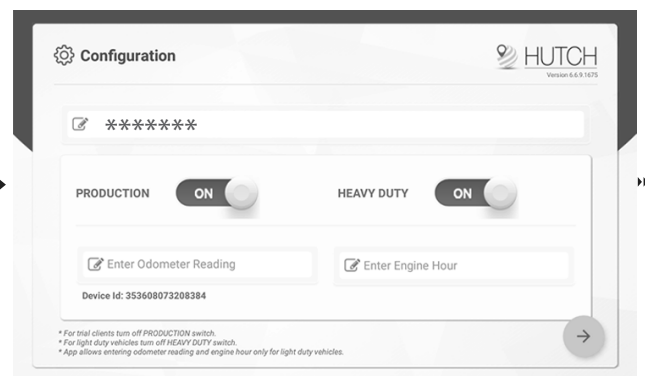 Configuration
HUTCH
Version 6.6.9.1675
*******
PRODUCTION ON
HEAVY DUTY ON
Enter Odometer Reading
Enter Engine Hour
Device Id: 353608073208384
* For trial clients turn off PRODUCTION switch.
* For light duty vehicles turn off HEAVY DUTY switch.
* App allows entering odometer reading and engine hour only for light duty vehicles.